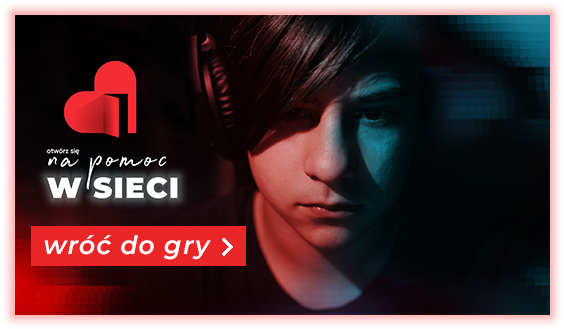 otwórz się
na pomoc
W SIECI
wróć do gry >